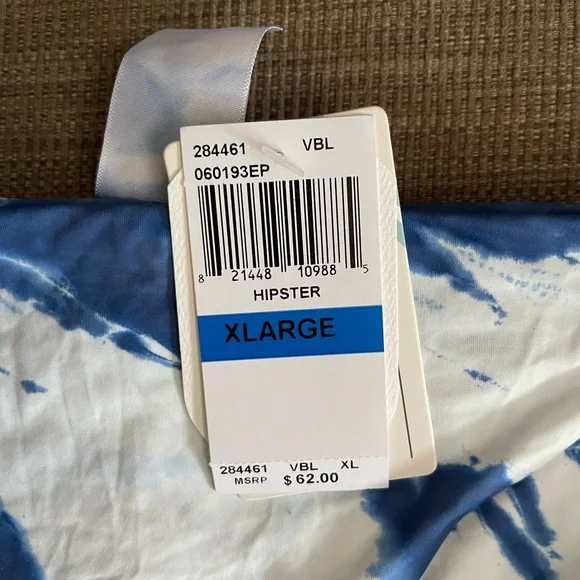 284461 VBL
060193EP
8 21448 10988 5
HIPSTER
XLARGE
284461 VBL XL
MSRP $62.00